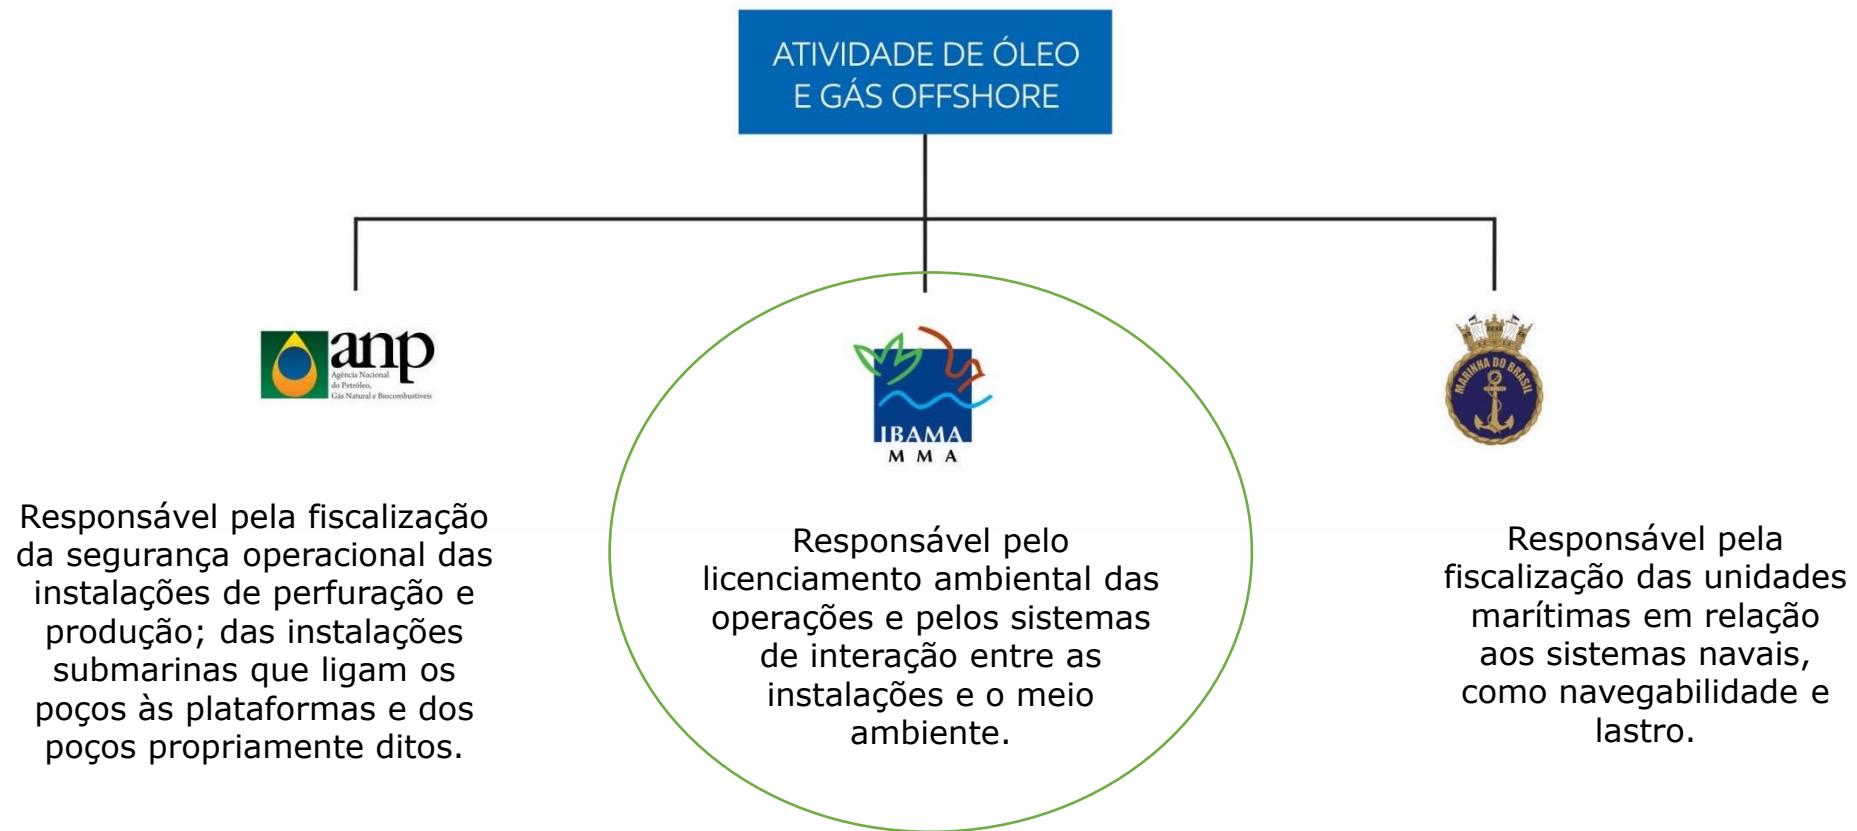 ATIVIDADE DE ÓLEO
E GÁS OFFSHORE
anp
Agência Nacional
do Petróleo,
Gás Natural e Biocombustíveis
Responsável pela fiscalização
da segurança operacional das
instalações de perfuração e
produção; das instalações
submarinas que ligam os
poços às plataformas e dos
poços propriamente ditos.
IBAMA
M M A
Responsável pelo
licenciamento ambiental das
operações e pelos sistemas
de interação entre as
instalações e o meio
ambiente.
MARINHA DO BRASIL
Responsável pela
fiscalização das unidades
marítimas em relação
aos sistemas navais,
como navegabilidade e
lastro.